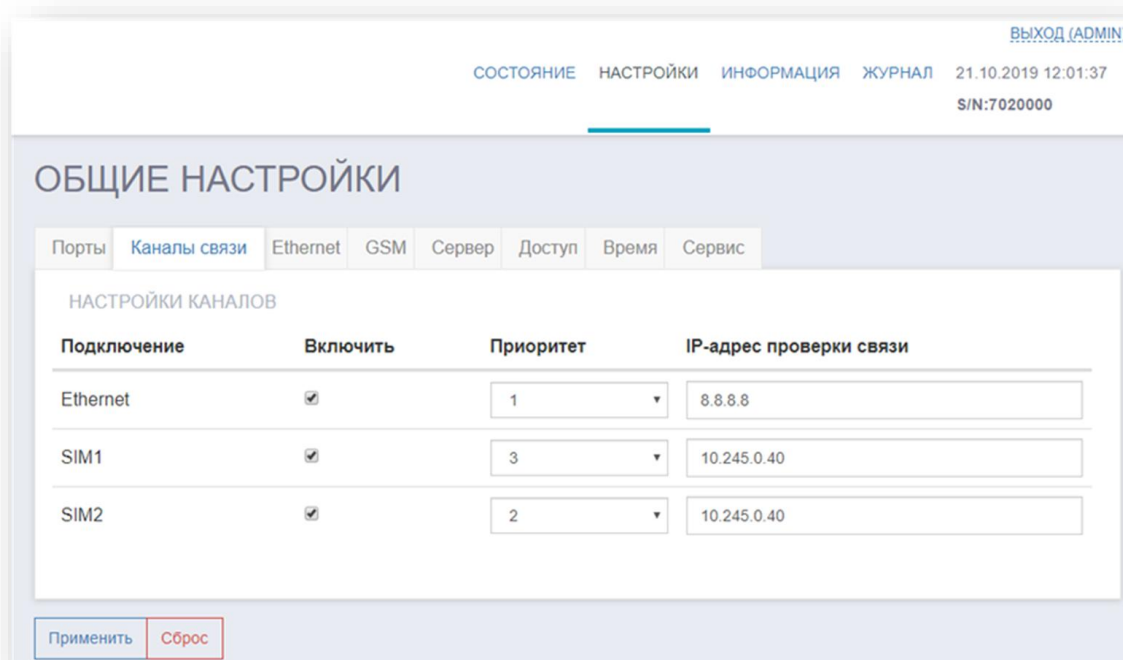 ВЫХОД (ADMIN)
СОСТОЯНИЕ НАСТРОЙКИ ИНФОРМАЦИЯ ЖУРНАЛ 21.10.2019 12:01:37
S/N:7020000
ОБЩИЕ НАСТРОЙКИ
Порты Каналы связи Ethernet GSM Сервер Доступ Время Сервис
НАСТРОЙКИ КАНАЛОВ
Подключение Включить Приоритет IP-адрес проверки связи
Ethernet 1 8.8.8.8
SIM1 3 10.245.0.40
SIM2 2 10.245.0.40
Применить Сброс